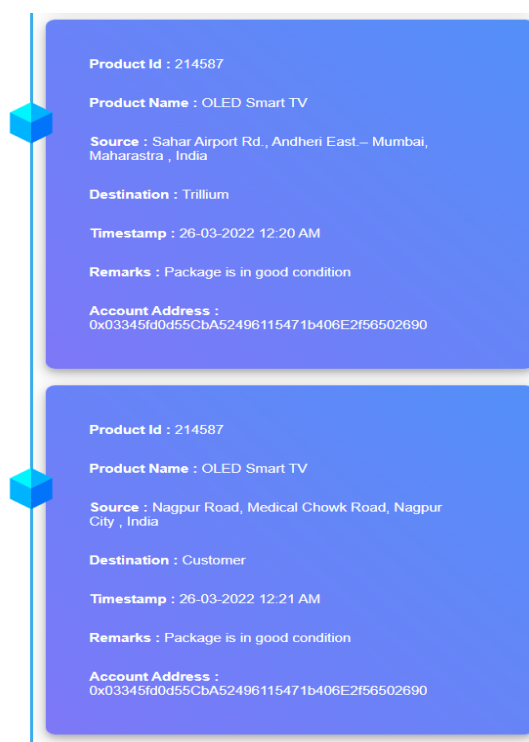 Product Id : 214587
Product Name : OLED Smart TV
Source : Sahar Airport Rd., Andheri East.– Mumbai,
Maharastra , India
Destination : Trillium
Timestamp : 26-03-2022 12:20 AM
Remarks : Package is in good condition
Account Address :
0x03345fd0d55CbA52496115471b406E2f56502690
Product Id : 214587
Product Name : OLED Smart TV
Source : Nagpur Road, Medical Chowk Road, Nagpur
City , India
Destination : Customer
Timestamp : 26-03-2022 12:21 AM
Remarks : Package is in good condition
Account Address :
0x03345fd0d55CbA52496115471b406E2f56502690